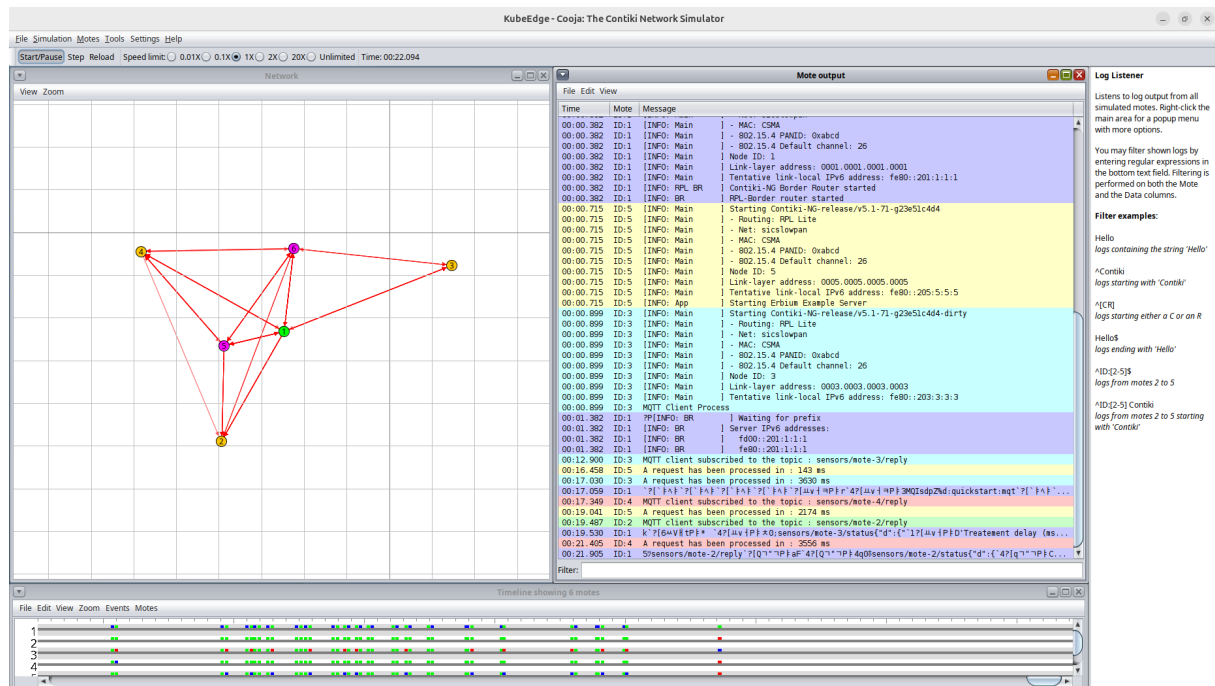 KubeEdge - Cooja: The Contiki Network Simulator
File Simulation Motes Tools Settings Help
Start/Pause Step Reload Speed limit: 0.01X 0.1X 1X 2X 20X Unlimited Time: 00:22.094
Network
View Zoom
4
6
3
1
5
2
Mote output
File Edit View
Time Mote Message
00:00.382 ID:1 [INFO: Main ] - MAC: CSMA
00:00.382 ID:1 [INFO: Main ] - 802.15.4 PANID: 0xabcd
00:00.382 ID:1 [INFO: Main ] - 802.15.4 Default channel: 26
00:00.382 ID:1 [INFO: Main ] Node ID: 1
00:00.382 ID:1 [INFO: Main ] Link-layer address: 0001.0001.0001.0001
00:00.382 ID:1 [INFO: Main ] Tentative link-local IPv6 address: fe80::201:1:1:1
00:00.382 ID:1 [INFO: RPL BR ] Contiki-NG Border Router started
00:00.382 ID:1 [INFO: BR ] RPL-Border router started
00:00.715 ID:5 [INFO: Main ] Starting Contiki-NG-release/v5.1-71-g23e51c4d4
00:00.715 ID:5 [INFO: Main ] - Routing: RPL Lite
00:00.715 ID:5 [INFO: Main ] - Net: sicslowpan
00:00.715 ID:5 [INFO: Main ] - MAC: CSMA
00:00.715 ID:5 [INFO: Main ] - 802.15.4 PANID: 0xabcd
00:00.715 ID:5 [INFO: Main ] - 802.15.4 Default channel: 26
00:00.715 ID:5 [INFO: Main ] Node ID: 5
00:00.715 ID:5 [INFO: Main ] Link-layer address: 0005.0005.0005.0005
00:00.715 ID:5 [INFO: Main ] Tentative link-local IPv6 address: fe80::205:5:5:5
00:00.715 ID:5 [INFO: App ] Starting Erbium Example Server
00:00.899 ID:3 [INFO: Main ] Starting Contiki-NG-release/v5.1-71-g23e51c4d4-dirty
00:00.899 ID:3 [INFO: Main ] - Routing: RPL Lite
00:00.899 ID:3 [INFO: Main ] - Net: sicslowpan
00:00.899 ID:3 [INFO: Main ] - MAC: CSMA
00:00.899 ID:3 [INFO: Main ] - 802.15.4 PANID: 0xabcd
00:00.899 ID:3 [INFO: Main ] - 802.15.4 Default channel: 26
00:00.899 ID:3 [INFO: Main ] Node ID: 3
00:00.899 ID:3 [INFO: Main ] Link-layer address: 0003.0003.0003.0003
00:00.899 ID:3 [INFO: Main ] Tentative link-local IPv6 address: fe80::203:3:3:3
00:00.899 ID:3 MQTT Client Process
00:01.382 ID:1 ?P[INFO: BR ] Waiting for prefix
00:01.382 ID:1 [INFO: BR ] Server IPv6 addresses:
00:01.382 ID:1 [INFO: BR ] fd00::201:1:1:1
00:01.382 ID:1 [INFO: BR ] fe80::201:1:1:1
00:12.900 ID:3 MQTT client subscribed to the topic : sensors/mote-3/reply
00:16.458 ID:5 A request has been processed in : 143 ms
00:17.030 ID:3 A request has been processed in : 3630 ms
00:17.059 ID:1
00:17.349 ID:4 MQTT client subscribed to the topic : sensors/mote-4/reply
00:19.041 ID:5 A request has been processed in : 2174 ms
00:19.487 ID:2 MQTT client subscribed to the topic : sensors/mote-2/reply
00:19.530 ID:1
00:21.405 ID:4 A request has been processed in : 3556 ms
00:21.905 ID:1
Filter:
Log Listener
Listens to log output from all
simulated motes. Right-click the
main area for a popup menu
with more options.
You may filter shown logs by
entering regular expressions in
the bottom text field. Filtering is
performed on both the Mote
and the Data columns.
Filter examples:
Hello
logs containing the string 'Hello'
^Contiki
logs starting with 'Contiki'
^[CR]
logs starting either a C or an R
Hello$
logs ending with 'Hello'
^ID:[2-5]$
logs from motes 2 to 5
^ID:[2-5] Contiki
logs from motes 2 to 5 starting
with 'Contiki'
Timeline showing 6 motes
File Edit View Zoom Events Motes
1
2
3
4